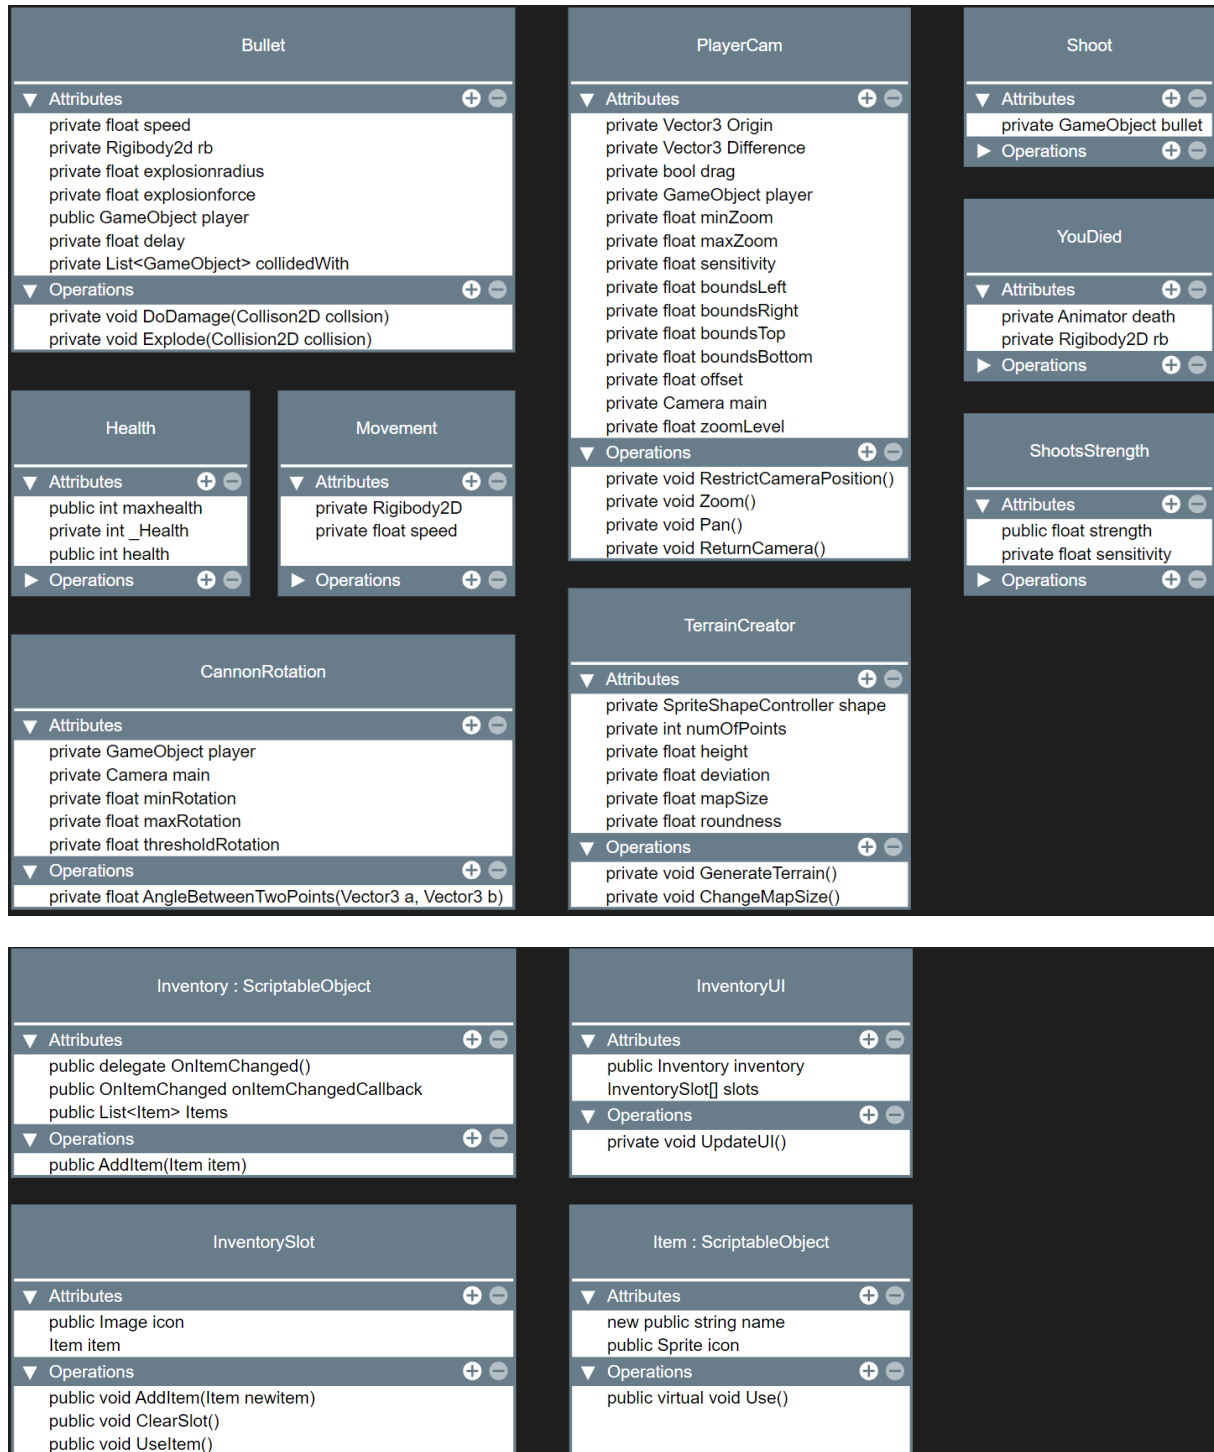 Bullet
Attributes
private float speed
private Rigibody2d rb
private float explosionradius
private float explosionforce
public GameObject player
private float delay
private List<GameObject> collidedWith
Operations
private void DoDamage(Collison2D collsion)
private void Explode(Collision2D collision)
Health
Attributes
public int maxhealth
private int _Health
public int health
Operations
Movement
Attributes
private Rigibody2D
private float speed
Operations
CannonRotation
Attributes
private GameObject player
private Camera main
private float minRotation
private float maxRotation
private float thresholdRotation
Operations
private float AngleBetweenTwoPoints(Vector3 a, Vector3 b)
PlayerCam
Attributes
private Vector3 Origin
private Vector3 Difference
private bool drag
private GameObject player
private float minZoom
private float maxZoom
private float sensitivity
private float boundsLeft
private float boundsRight
private float boundsTop
private float boundsBottom
private float offset
private Camera main
private float zoomLevel
Operations
private void RestrictCameraPosition()
private void Zoom()
private void Pan()
private void ReturnCamera()
TerrainCreator
Attributes
private SpriteShapeController shape
private int numOfPoints
private float height
private float deviation
private float mapSize
private float roundness
Operations
private void GenerateTerrain()
private void ChangeMapSize()
Shoot
Attributes
private GameObject bullet
Operations
YouDied
Attributes
private Animator death
private Rigibody2D rb
Operations
ShootsStrength
Attributes
public float strength
private float sensitivity
Operations
Inventory : ScriptableObject
Attributes
public delegate OnItemChanged()
public OnItemChanged onItemChangedCallback
public List<Item> Items
Operations
public AddItem(Item item)
InventoryUI
Attributes
public Inventory inventory
InventorySlot[] slots
Operations
private void UpdateUI()
InventorySlot
Attributes
public Image icon
Item item
Operations
public void AddItem(Item newitem)
public void ClearSlot()
public void UseItem()
Item : ScriptableObject
Attributes
new public string name
public Sprite icon
Operations
public virtual void Use()